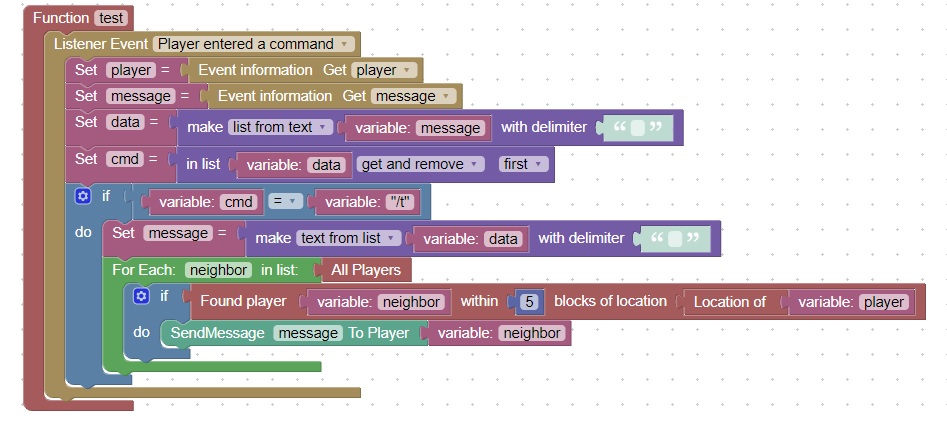 Function test
Listener Event Player entered a command
Set player = Event information Get player
Set message = Event information Get message
Set data = make list from text variable: message with delimiter “ ”
Set cmd = in list variable: data get and remove first
if variable: cmd = variable: "/t"
do Set message = make text from list variable: data with delimiter “ ”
For Each: neighbor in list: All Players
if Found player variable: neighbor within 5 blocks of location Location of variable: player
do SendMessage message To Player variable: neighbor